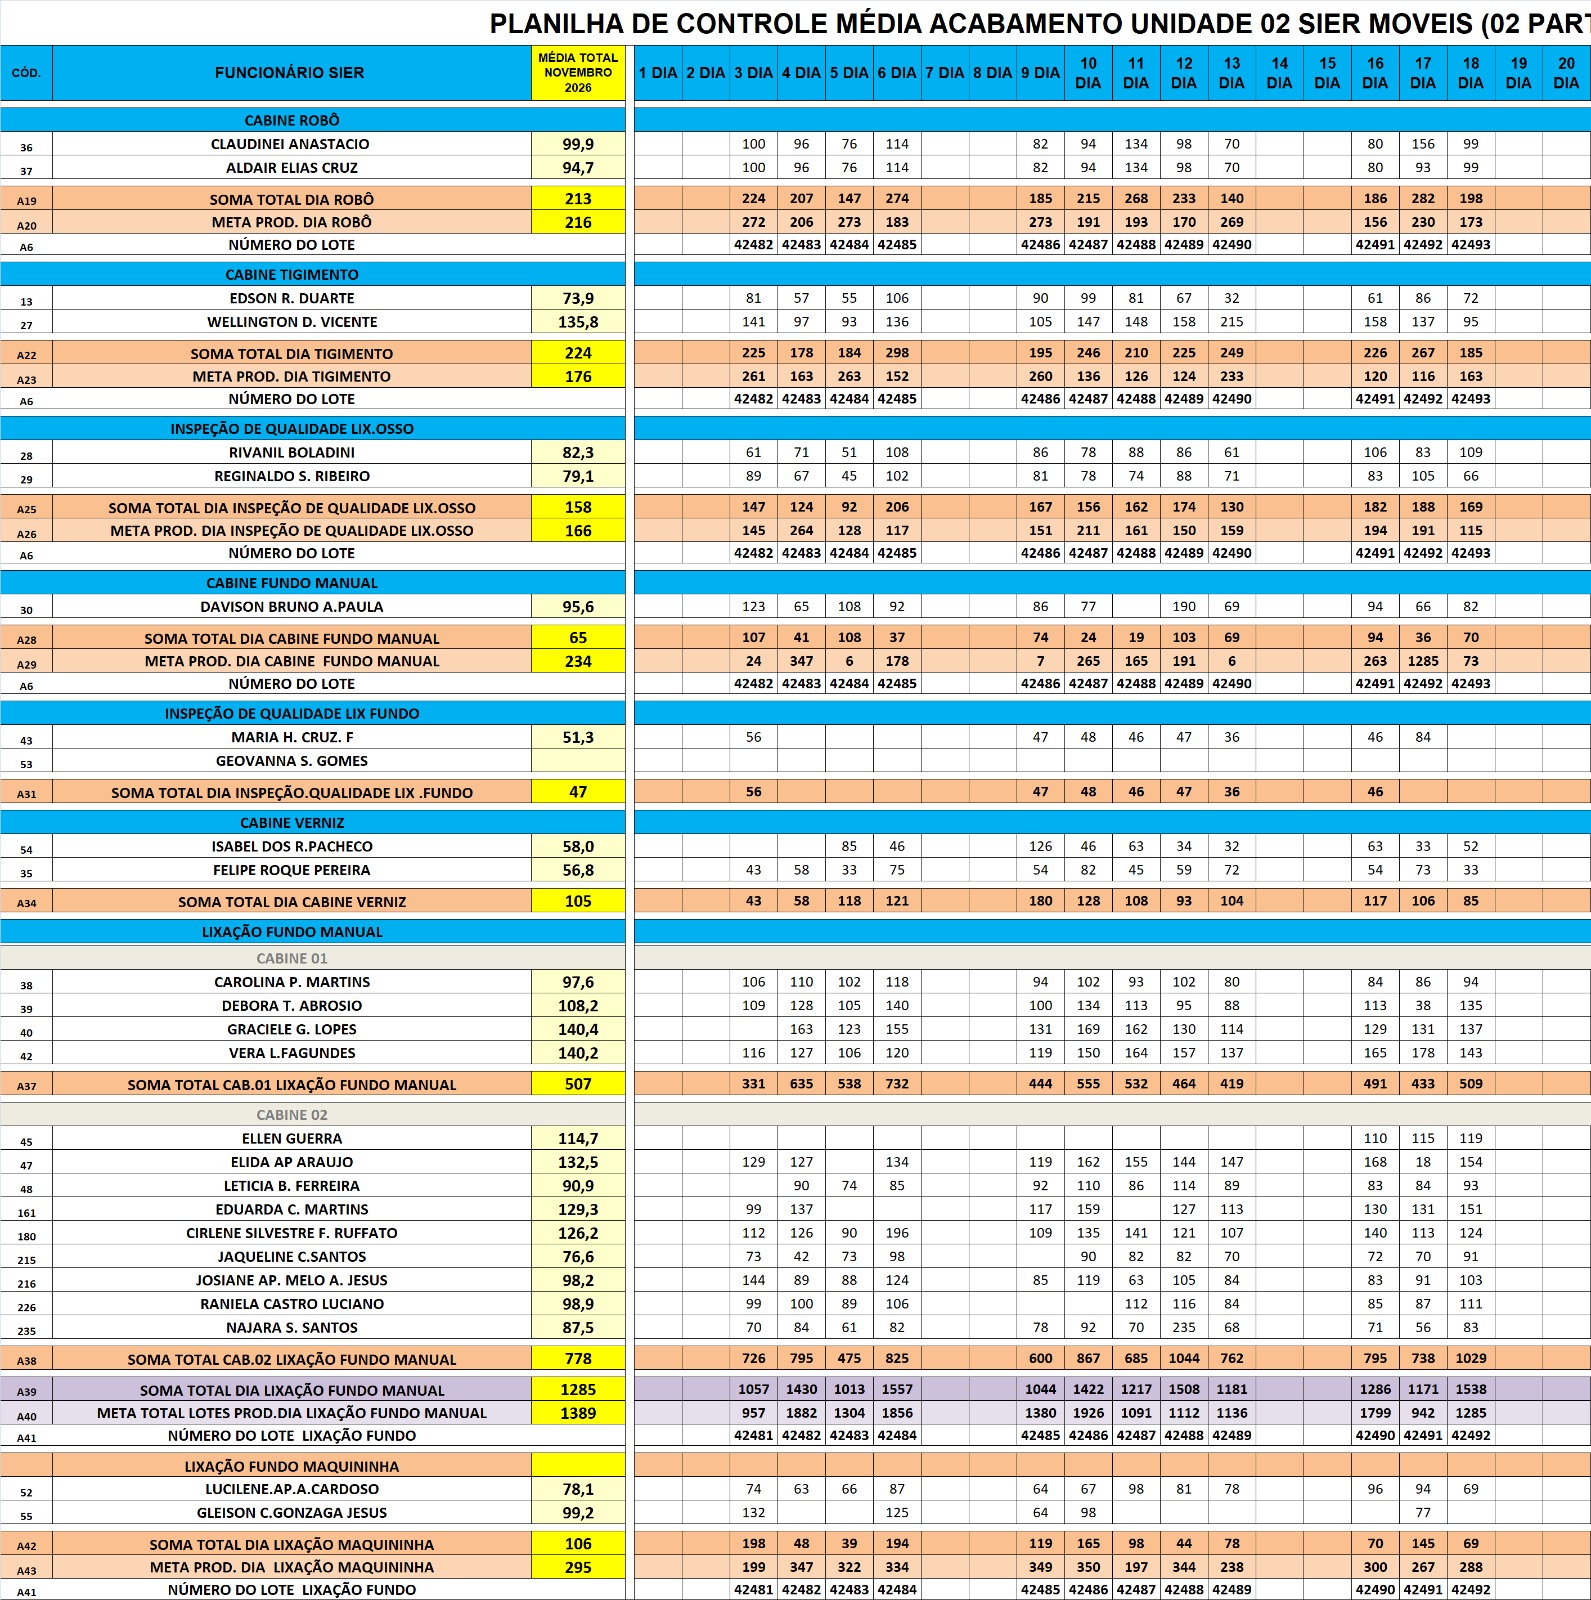 PLANILHA DE CONTROLE MÉDIA ACABAMENTO UNIDADE 02 SIER MOVEIS (02 PART
CÓD. FUNCIONÁRIO SIER MÉDIA TOTAL NOVEMBRO 2026 1 DIA 2 DIA 3 DIA 4 DIA 5 DIA 6 DIA 7 DIA 8 DIA 9 DIA 10 DIA 11 DIA 12 DIA 13 DIA 14 DIA 15 DIA 16 DIA 17 DIA 18 DIA 19 DIA 20 DIA
CABINE ROBÔ
36 CLAUDINEI ANASTACIO 99,9 100 96 76 114 82 94 134 98 70 80 156 99
37 ALDAIR ELIAS CRUZ 94,7 100 96 76 114 82 94 134 98 70 80 93 99
A19 SOMA TOTAL DIA ROBÔ 213 224 207 147 274 185 215 268 233 140 186 282 198
A20 META PROD. DIA ROBÔ 216 272 206 273 183 273 191 193 170 269 156 230 173
A6 NÚMERO DO LOTE 42482 42483 42484 42485 42486 42487 42488 42489 42490 42491 42492 42493
CABINE TIGIMENTO
13 EDSON R. DUARTE 73,9 81 57 55 106 90 99 81 67 32 61 86 72
27 WELLINGTON D. VICENTE 135,8 141 97 93 136 105 147 148 158 215 158 137 95
A22 SOMA TOTAL DIA TIGIMENTO 224 225 178 184 298 195 246 210 225 249 226 267 185
A23 META PROD. DIA TIGIMENTO 176 261 163 263 152 260 136 126 124 233 120 116 163
A6 NÚMERO DO LOTE 42482 42483 42484 42485 42486 42487 42488 42489 42490 42491 42492 42493
INSPEÇÃO DE QUALIDADE LIX.OSSO
28 RIVANIL BOLADINI 82,3 61 71 51 108 86 78 88 86 61 106 83 109
29 REGINALDO S. RIBEIRO 79,1 89 67 45 102 81 78 74 88 71 83 105 66
A25 SOMA TOTAL DIA INSPEÇÃO DE QUALIDADE LIX.OSSO 158 147 124 92 206 167 156 162 174 130 182 188 169
A26 META PROD. DIA INSPEÇÃO DE QUALIDADE LIX.OSSO 166 145 264 128 117 151 211 161 150 159 194 191 115
A6 NÚMERO DO LOTE 42482 42483 42484 42485 42486 42487 42488 42489 42490 42491 42492 42493
CABINE FUNDO MANUAL
30 DAVISON BRUNO A.PAULA 95,6 123 65 108 92 86 77 190 69 94 66 82
A28 SOMA TOTAL DIA CABINE FUNDO MANUAL 65 107 41 108 37 74 24 19 103 69 94 36 70
A29 META PROD. DIA CABINE FUNDO MANUAL 234 24 347 6 178 7 265 165 191 6 263 1285 73
A6 NÚMERO DO LOTE 42482 42483 42484 42485 42486 42487 42488 42489 42490 42491 42492 42493
INSPEÇÃO DE QUALIDADE LIX FUNDO
43 MARIA H. CRUZ. F 51,3 56 47 48 46 47 36 46 84
53 GEOVANNA S. GOMES
A31 SOMA TOTAL DIA INSPEÇÃO.QUALIDADE LIX .FUNDO 47 56 47 48 46 47 36 46
CABINE VERNIZ
54 ISABEL DOS R.PACHECO 58,0 85 46 126 46 63 34 32 63 33 52
35 FELIPE ROQUE PEREIRA 56,8 43 58 33 75 54 82 45 59 72 54 73 33
A34 SOMA TOTAL DIA CABINE VERNIZ 105 43 58 118 121 180 128 108 93 104 117 106 85
LIXAÇÃO FUNDO MANUAL
CABINE 01
38 CAROLINA P. MARTINS 97,6 106 110 102 118 94 102 93 102 80 84 86 94
39 DEBORA T. ABROSIO 108,2 109 128 105 140 100 134 113 95 88 113 38 135
40 GRACIELE G. LOPES 140,4 163 123 155 131 169 162 130 114 129 131 137
42 VERA L.FAGUNDES 140,2 116 127 106 120 119 150 164 157 137 165 178 143
A37 SOMA TOTAL CAB.01 LIXAÇÃO FUNDO MANUAL 507 331 635 538 732 444 555 532 464 419 491 433 509
CABINE 02
45 ELLEN GUERRA 114,7 110 115 119
47 ELIDA AP ARAUJO 132,5 129 127 134 119 162 155 144 147 168 18 154
48 LETICIA B. FERREIRA 90,9 90 74 85 92 110 86 114 89 83 84 93
161 EDUARDA C. MARTINS 129,3 99 137 117 159 127 113 130 131 151
180 CIRLENE SILVESTRE F. RUFFATO 126,2 112 126 90 196 109 135 141 121 107 140 113 124
215 JAQUELINE C.SANTOS 76,6 73 42 73 98 90 82 82 70 72 70 91
216 JOSIANE AP. MELO A. JESUS 98,2 144 89 88 124 85 119 63 105 84 83 91 103
226 RANIELA CASTRO LUCIANO 98,9 99 100 89 106 112 116 84 85 87 111
235 NAJARA S. SANTOS 87,5 70 84 61 82 78 92 70 235 68 71 56 83
A38 SOMA TOTAL CAB.02 LIXAÇÃO FUNDO MANUAL 778 726 795 475 825 600 867 685 1044 762 795 738 1029
A39 SOMA TOTAL DIA LIXAÇÃO FUNDO MANUAL 1285 1057 1430 1013 1557 1044 1422 1217 1508 1181 1286 1171 1538
A40 META TOTAL LOTES PROD.DIA LIXAÇÃO FUNDO MANUAL 1389 957 1882 1304 1856 1380 1926 1091 1112 1136 1799 942 1285
A41 NÚMERO DO LOTE LIXAÇÃO FUNDO 42481 42482 42483 42484 42485 42486 42487 42488 42489 42490 42491 42492
LIXAÇÃO FUNDO MAQUININHA
52 LUCILENE.AP.A.CARDOSO 78,1 74 63 66 87 64 67 98 81 78 96 94 69
55 GLEISON C.GONZAGA JESUS 99,2 132 125 64 98 77
A42 SOMA TOTAL DIA LIXAÇÃO MAQUININHA 106 198 48 39 194 119 165 98 44 78 70 145 69
A43 META PROD. DIA LIXAÇÃO MAQUININHA 295 199 347 322 334 349 350 197 344 238 300 267 288
A41 NÚMERO DO LOTE LIXAÇÃO FUNDO 42481 42482 42483 42484 42485 42486 42487 42488 42489 42490 42491 42492